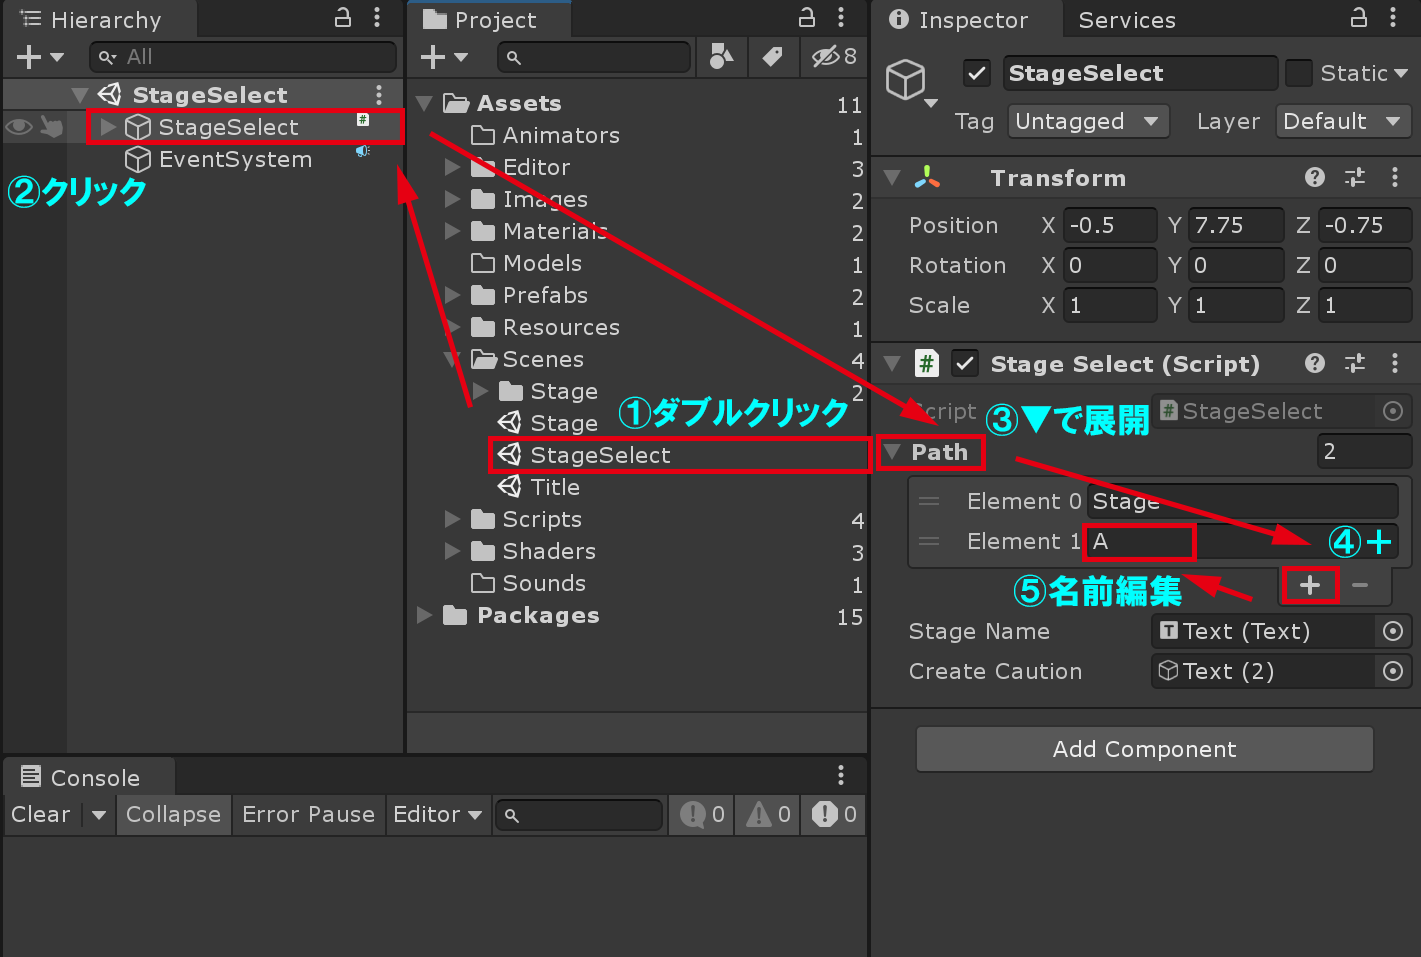 Hierarchy
All
StageSelect
StageSelect
EventSystem
②クリック
Project
8
Assets 11
Animators 1
Editor 3
Images 2
Materials 2
Models 1
Prefabs 2
Resources 1
Scenes 4
Stage 2
Stage
①ダブルクリック
StageSelect
Title
Scripts 4
Shaders 3
Sounds 1
Packages 15
Inspector Services
StageSelect Static
Tag Untagged Layer Default
Transform
Position X -0.5 Y 7.75 Z -0.75
Rotation X 0 Y 0 Z 0
Scale X 1 Y 1 Z 1
# Stage Select (Script)
Script # StageSelect
③▼で展開
Path 2
Element 0 Stage
Element 1 A
④+
+ −
⑤名前編集
Stage Name T Text (Text)
Create Caution Text (2)
Add Component
Console
Clear Collapse Error Pause Editor 0 0 0